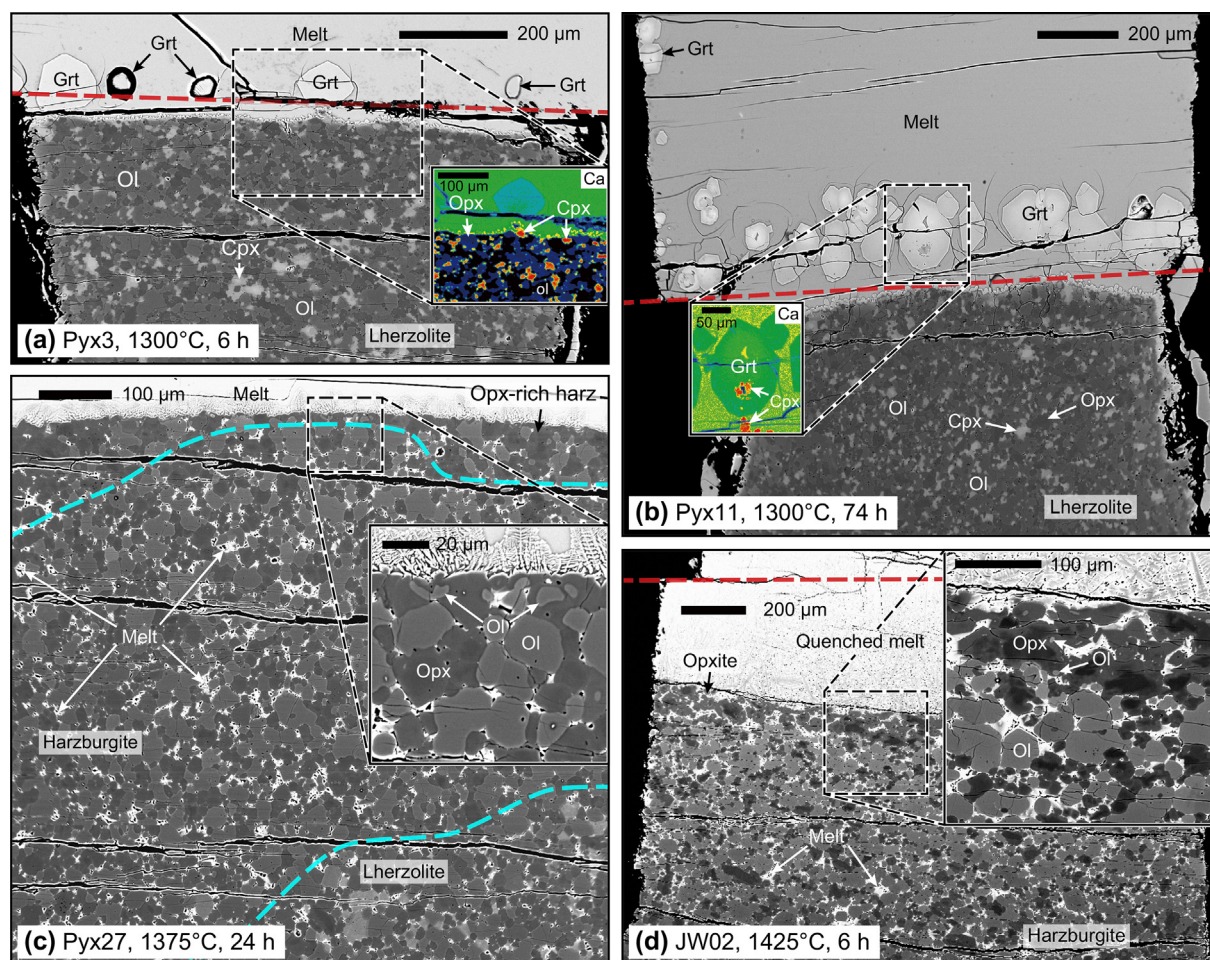 Melt
200 µm
Grt
Grt
Grt
Grt
Ol
100 µm
Ca
Opx
Cpx
ol
Cpx
Ol
Lherzolite
(a) Pyx3, 1300°C, 6 h
Grt
200 µm
Melt
Grt
50 µm
Ca
Grt
Cpx
Ol
Opx
Cpx
Ol
Lherzolite
(b) Pyx11, 1300°C, 74 h
100 µm
Melt
Opx-rich harz
20 µm
Ol
Ol
Opx
Melt
Harzburgite
Lherzolite
(c) Pyx27, 1375°C, 24 h
200 µm
Quenched melt
Opxite
100 µm
Opx
Ol
Ol
Melt
Harzburgite
(d) JW02, 1425°C, 6 h